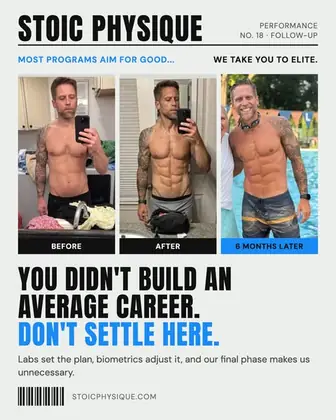 STOIC PHYSIQUE
PERFORMANCE
NO. 18 · FOLLOW-UP
MOST PROGRAMS AIM FOR GOOD...
WE TAKE YOU TO ELITE.
BEFORE
AFTER
6 MONTHS LATER
YOU DIDN'T BUILD AN
AVERAGE CAREER.
DON'T SETTLE HERE.
Labs set the plan, biometrics adjust it, and our final phase makes us
unnecessary.
STOICPHYSIQUE.COM